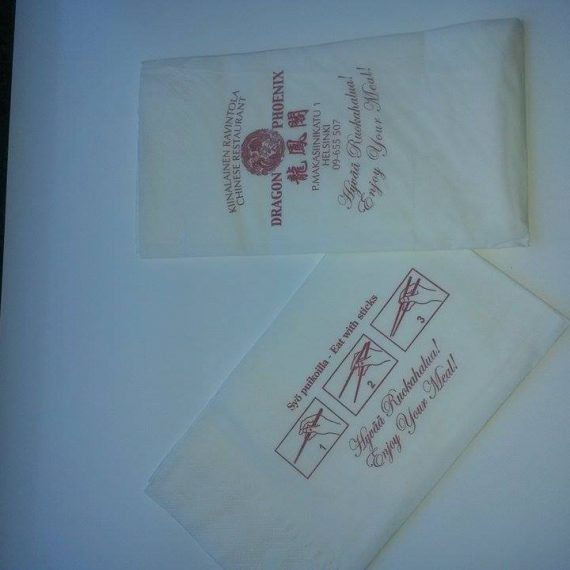 KIINALAINEN RAVINTOLA
CHINESE RESTAURANT
DRAGON PHOENIX
龍鳳閣
P.MAKASIINIKATU 1
HELSINKI
09-655 507
Hyvää Ruokahalua!
Enjoy Your Meal!
Syö puikoilla - Eat with sticks
1 2 3
Hyvää Ruokahalua!
Enjoy Your Meal!